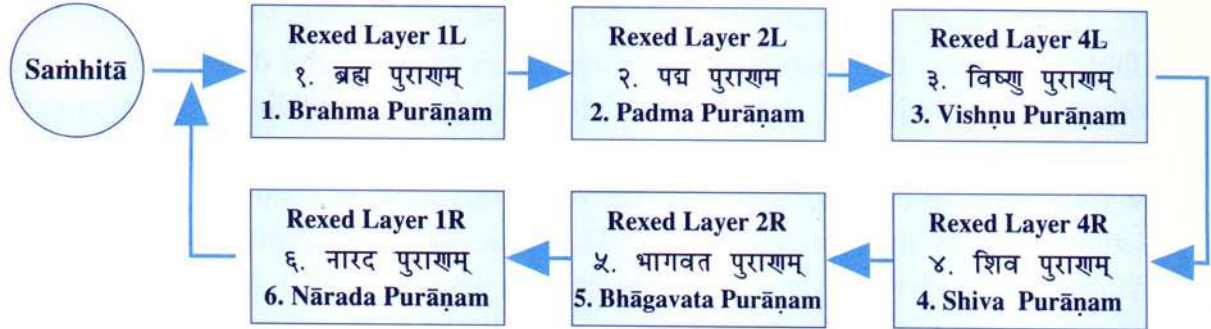 Saṁhitā
Rexed Layer 1L
१. ब्रह्म पुराणम्
1. Brahma Purāṇam
Rexed Layer 2L
२. पद्म पुराणम्
2. Padma Purāṇam
Rexed Layer 4L
३. विष्णु पुराणम्
3. Vishṇu Purāṇam
Rexed Layer 4R
४. शिव पुराणम्
4. Shiva Purāṇam
Rexed Layer 2R
५. भागवत पुराणम्
5. Bhāgavata Purāṇam
Rexed Layer 1R
६. नारद पुराणम्
6. Nārada Purāṇam